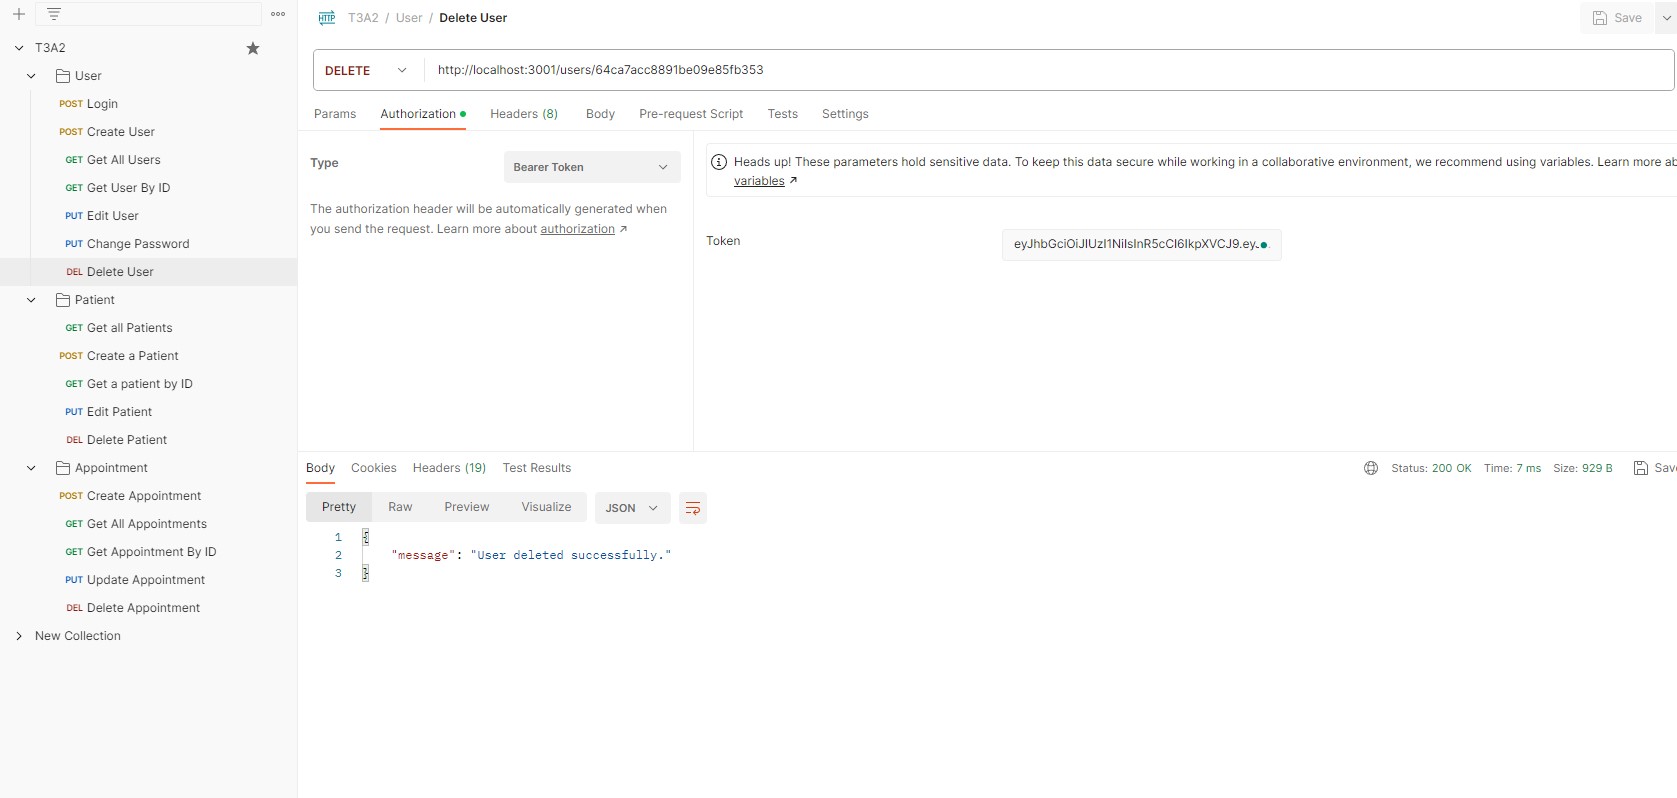 T3A2 / User / Delete User
Save
T3A2
User
POST Login
POST Create User
GET Get All Users
GET Get User By ID
PUT Edit User
PUT Change Password
DEL Delete User
Patient
GET Get all Patients
POST Create a Patient
GET Get a patient by ID
PUT Edit Patient
DEL Delete Patient
Appointment
POST Create Appointment
GET Get All Appointments
GET Get Appointment By ID
PUT Update Appointment
DEL Delete Appointment
New Collection
HTTP
DELETE
http://localhost:3001/users/64ca7acc8891be09e85fb353
Params Authorization Headers (8) Body Pre-request Script Tests Settings
Type
Bearer Token
The authorization header will be automatically generated when
you send the request. Learn more about authorization ↗
Heads up! These parameters hold sensitive data. To keep this data secure while working in a collaborative environment, we recommend using variables. Learn more ab
variables ↗
Token
eyJhbGciOiJIUzI1NiIsInR5cCI6IkpXVCJ9.ey
Body Cookies Headers (19) Test Results
Status: 200 OK Time: 7 ms Size: 929 B Save
Pretty Raw Preview Visualize JSON
1 {
2 "message": "User deleted successfully."
3 }